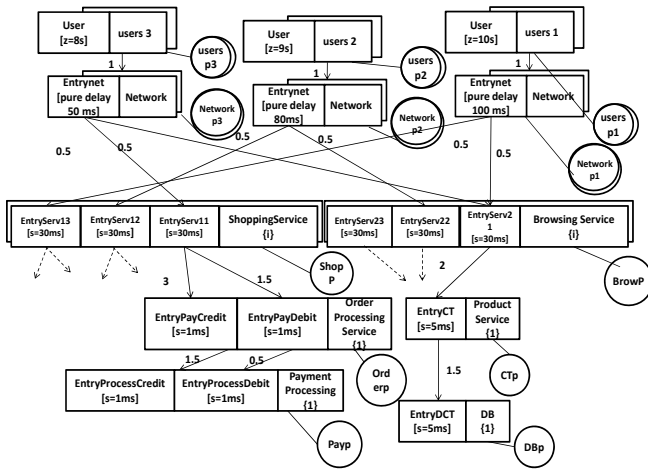 User
[z=8s]
users 3
users
p3
User
[z=9s]
users 2
users
p2
User
[z=10s]
users 1
users
p1
1
1
1
Entrynet
[pure delay
50 ms]
Network
Network
p3
Entrynet
[pure delay
80ms]
Network
Network
p2
Entrynet
[pure delay
100 ms]
Network
Network
p1
0.5
0.5
0.5
0.5
0.5
0.5
EntryServ13
[s=30ms]
EntryServ12
[s=30ms]
EntryServ11
[s=30ms]
ShoppingService
{i}
EntryServ23
[s=30ms]
EntryServ22
[s=30ms]
EntryServ2
1
[s=30ms]
Browsing Service
{i}
Shop
P
BrowP
3
1.5
2
EntryPayCredit
[s=1ms]
EntryPayDebit
[s=1ms]
Order
Processing
Service
{1}
Ord
erp
EntryCT
[s=5ms]
Product
Service
{1}
CTp
1.5
0.5
1.5
EntryProcessCredit
[s=1ms]
EntryProcessDebit
[s=1ms]
Payment
Processing
{1}
Payp
EntryDCT
[s=5ms]
DB
{1}
DBp